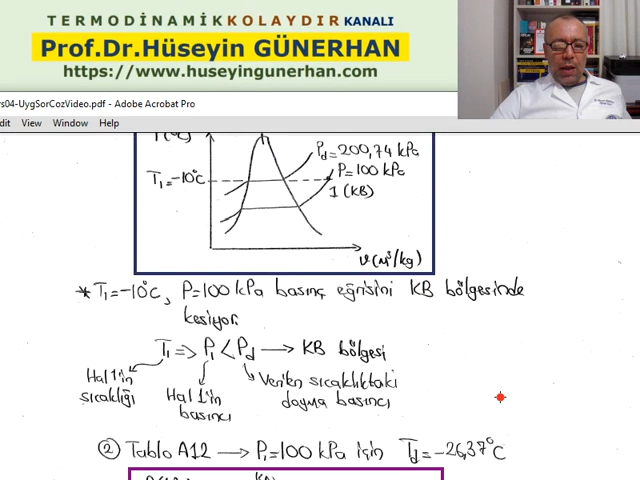 TERMODİNAMİKKOLAYDIR KANALI
Prof.Dr.Hüseyin GÜNERHAN
https://www.huseyingunerhan.com
rs04-UygSorCozVideo.pdf - Adobe Acrobat Pro
dit View Window Help
T(°C)
Pd=200,74 kPa
T₁=-10°C
P=100 kPa
1 (KB)
v(m³/kg)
* T₁=-10°C, P=100 kPa basınç eğrisini KB bölgesinde
kesiyor.
T₁ => P₁ < Pd → KB bölgesi
Hal 1'in
sıcaklığı
Hal 1'in
basıncı
Verilen sıcaklıktaki
doyma basıncı
② Tablo A12 → P₁=100 kPa için Td=-26,37°C